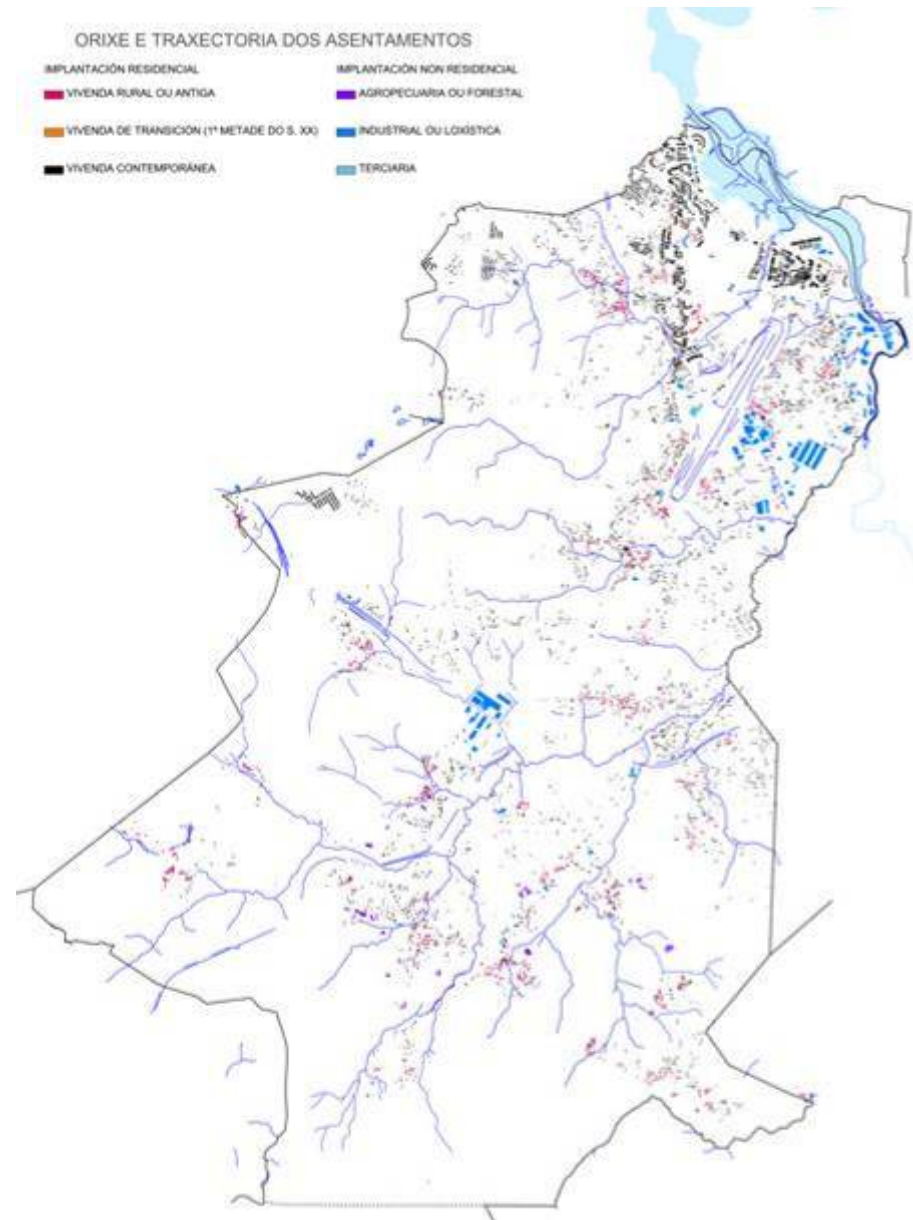 ORIXE E TRAXECTORIA DOS ASENTAMENTOS
IMPLANTACIÓN RESIDENCIAL
VIVENDA RURAL OU ANTIGA
VIVENDA DE TRANSICIÓN (1ª METADE DO S. XX)
VIVENDA CONTEMPORÁNEA
IMPLANTACIÓN NON RESIDENCIAL
AGROPECUARIA OU FORESTAL
INDUSTRIAL OU LOXÍSTICA
TERCIARIA